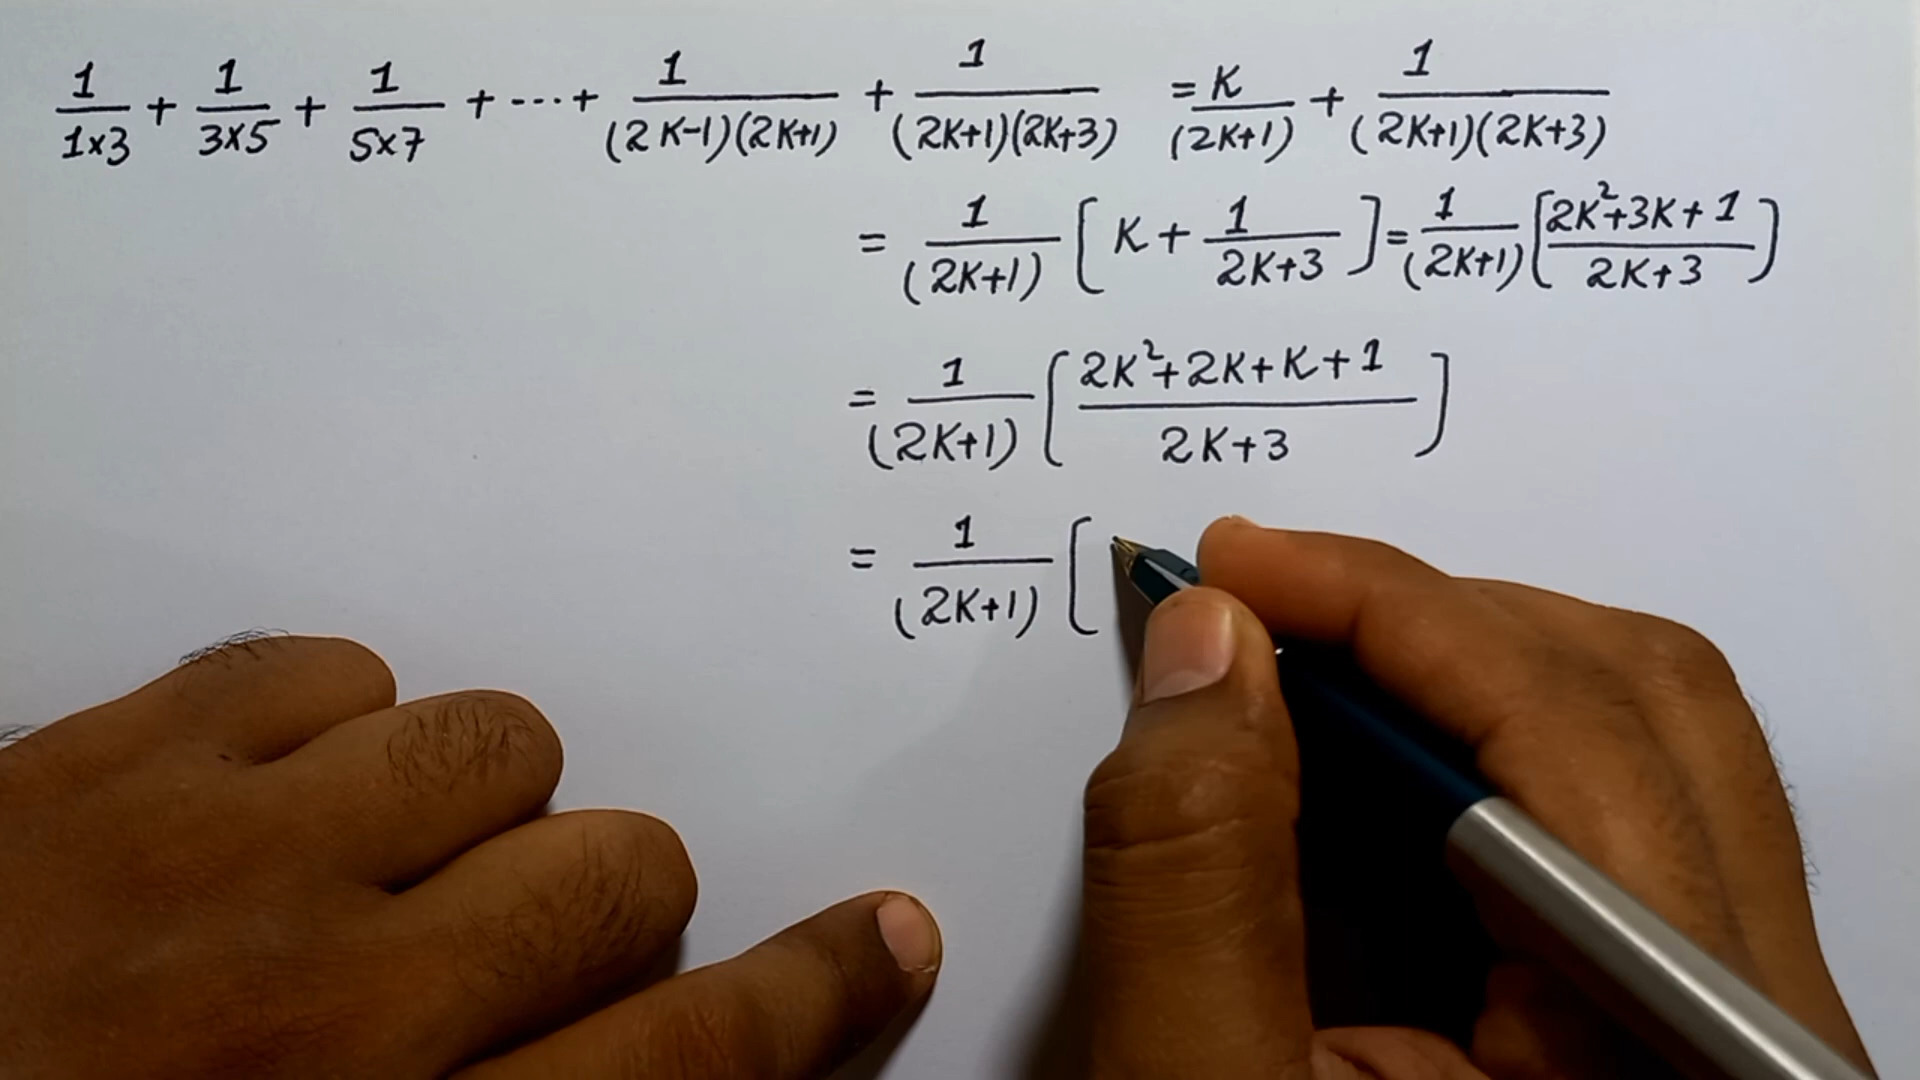 1/(1×3) + 1/(3×5) + 1/(5×7) + ... + 1/((2K-1)(2K+1)) + 1/((2K+1)(2K+3)) = K/(2K+1) + 1/((2K+1)(2K+3))
= 1/(2K+1) [K + 1/(2K+3)] = 1/(2K+1) [(2K²+3K+1)/(2K+3)]
= 1/(2K+1) [(2K²+2K+K+1)/(2K+3)]
= 1/(2K+1) [